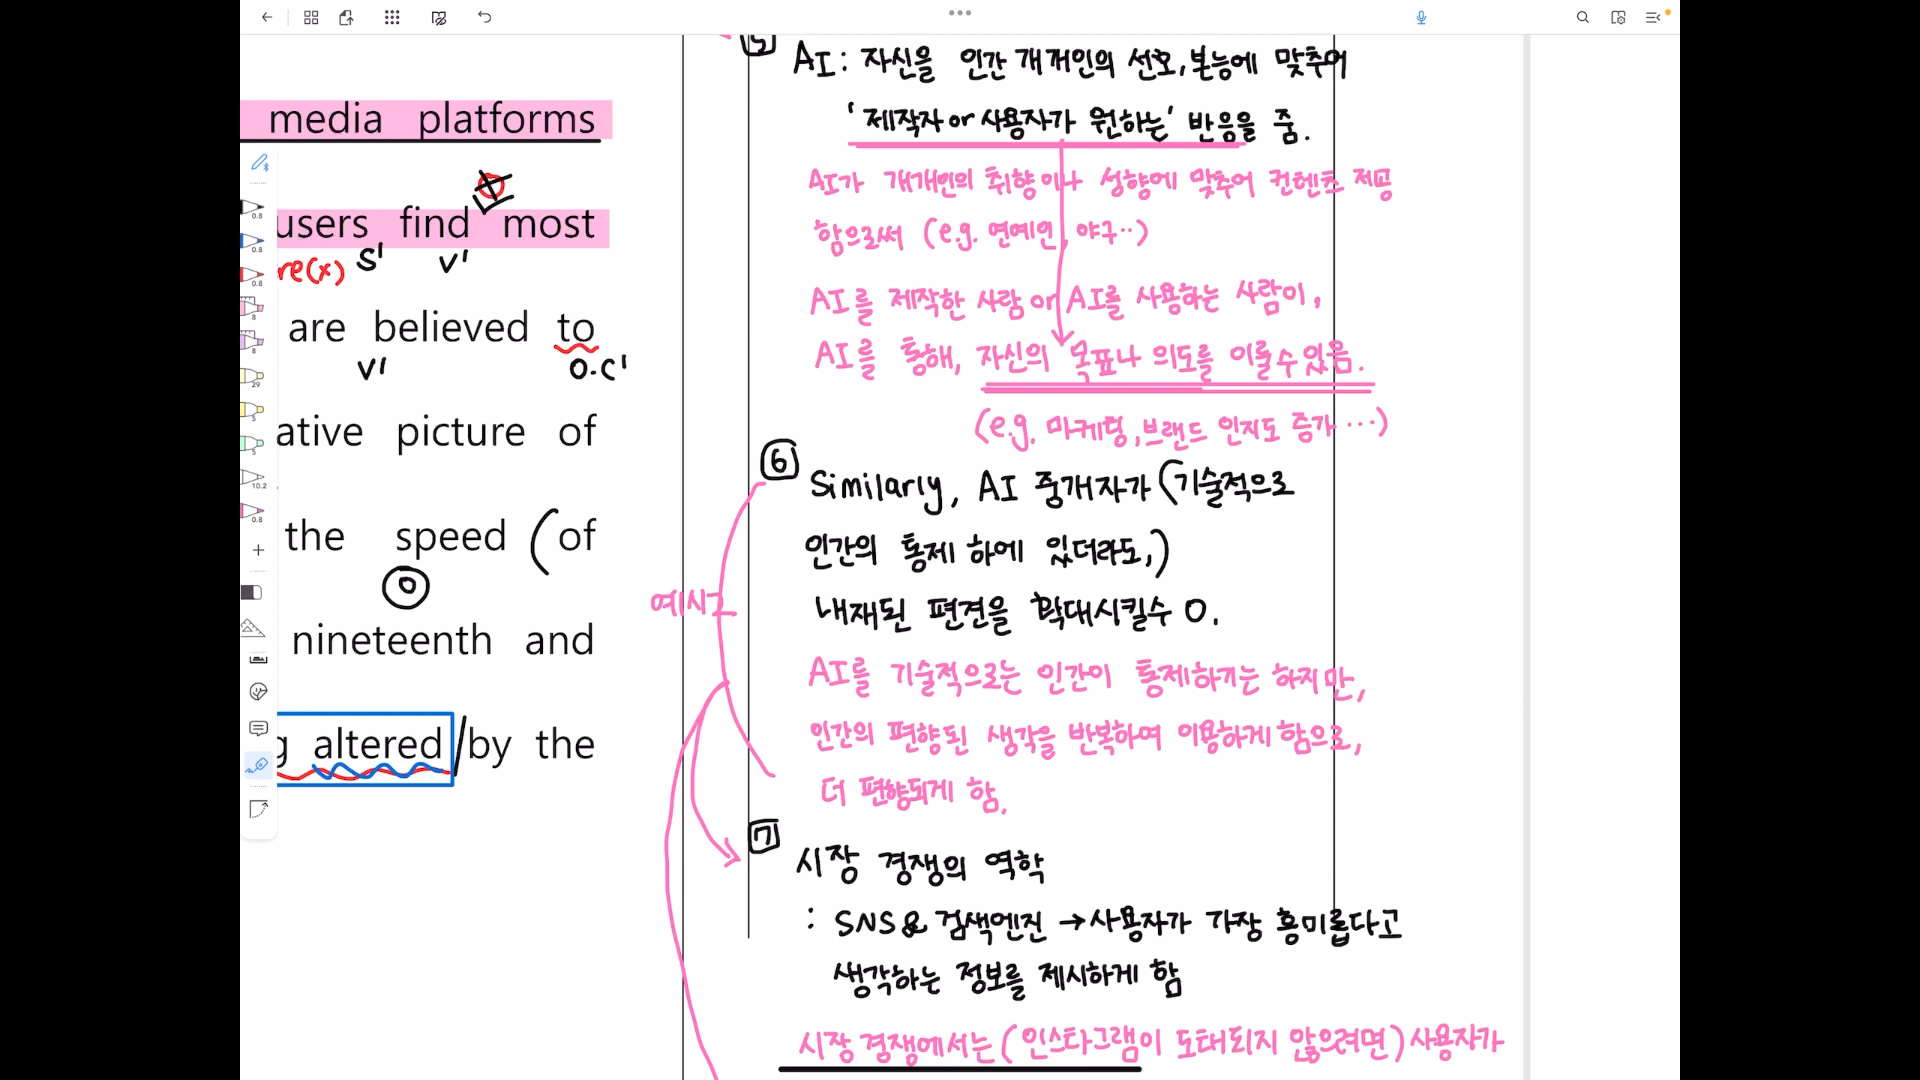 media platforms
users find most
re(x) S' V'
are believed to
V' O.C'
ative picture of
the speed (of
nineteenth and
g altered / by the
5
AI: 자신을 인간 개개인의 선호, 본능에 맞추어
'제작자 or 사용자가 원하는' 반응을 줌.
AI가 개개인의 취향이나 성향에 맞추어 컨텐츠 제공
함으로써 (e.g. 연예인, 야구..)
AI를 제작한 사람 or AI를 사용하는 사람이,
AI를 통해, 자신의 목표나 의도를 이룰수 있음.
(e.g. 마케팅, 브랜드 인지도 증가 ...)
6
Similarly, AI 중개자가 (기술적으로
인간의 통제 하에 있더라도,)
내재된 편견을 확대시킬수 O.
예시
AI를 기술적으로는 인간이 통제하기는 하지만,
인간의 편향된 생각을 반복하여 이용하게 함으로,
더 편향되게 함.
7
시장 경쟁의 역학
: SNS & 검색엔진 → 사용자가 가장 흥미롭다고
생각하는 정보를 제시하게 함
시장 경쟁에서는 (인스타그램이 도태되지 않으려면) 사용자가